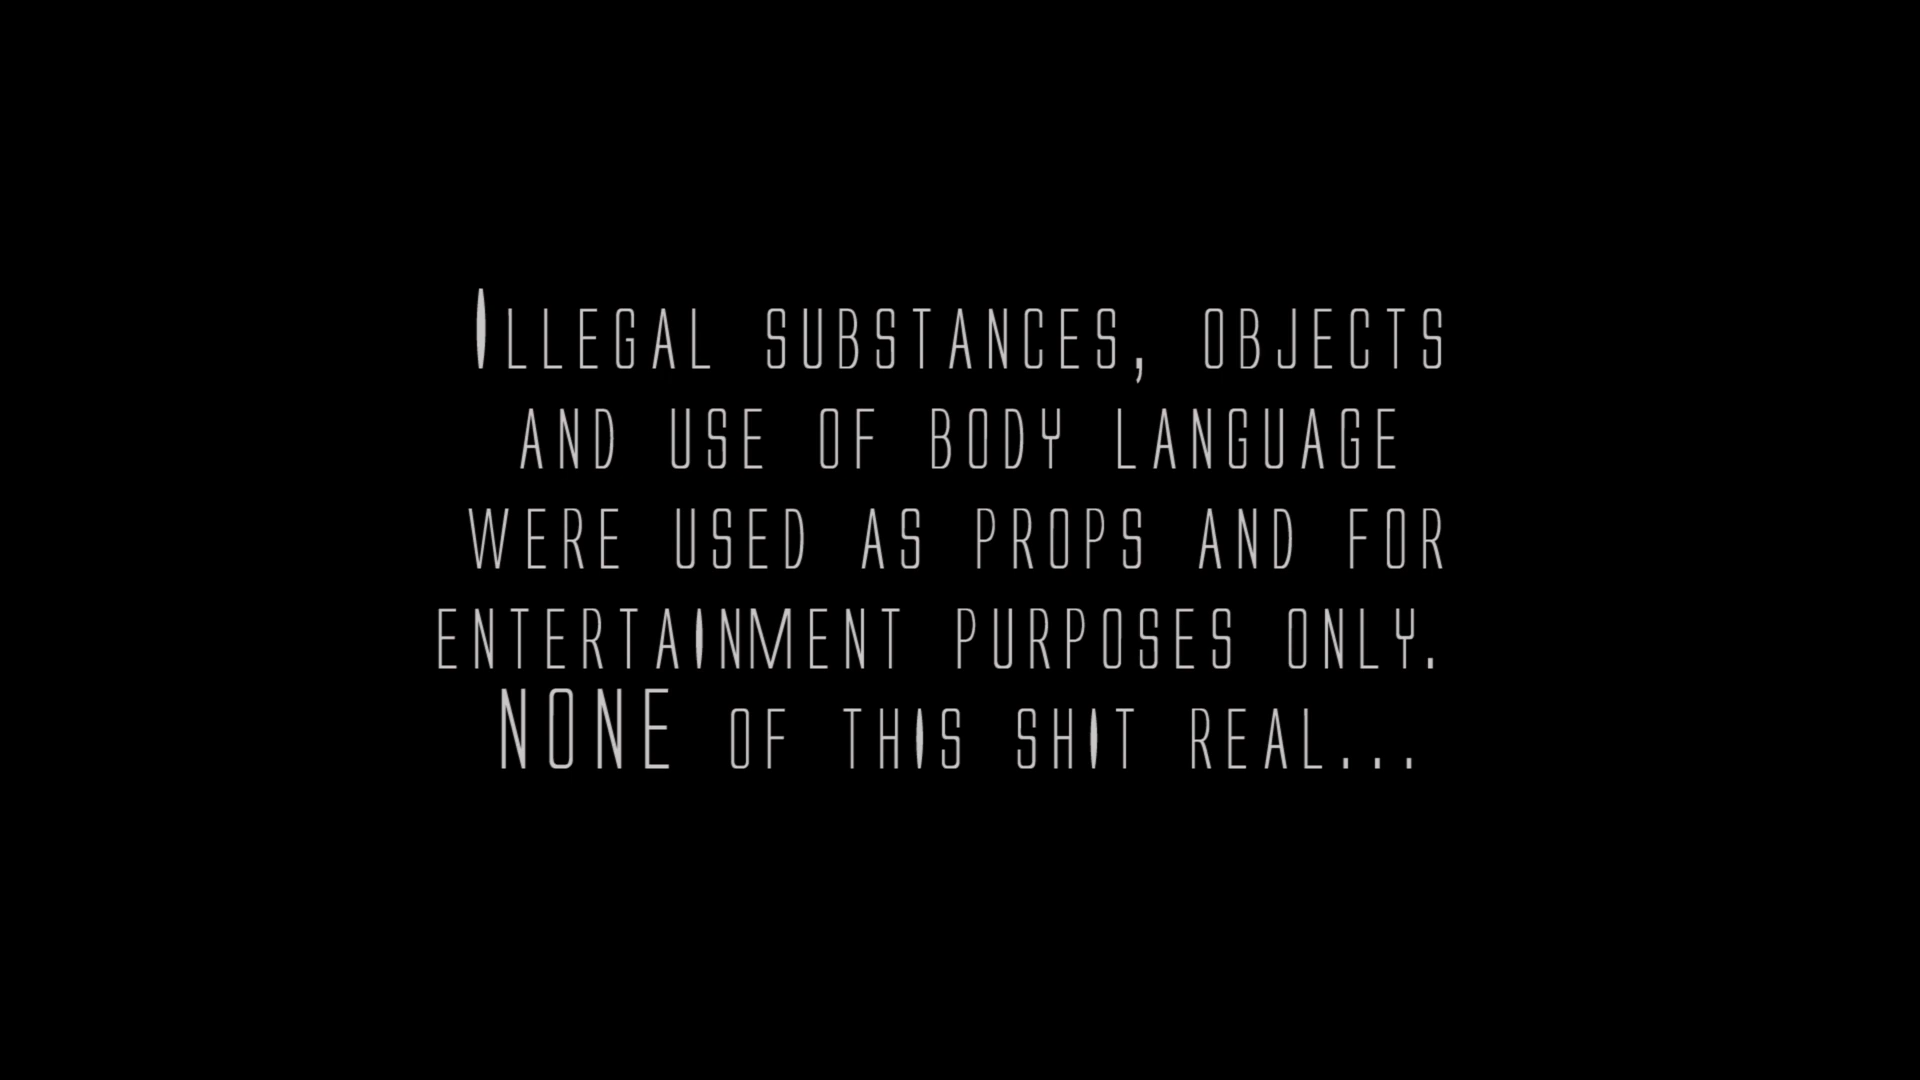 Illegal substances, objects
and use of body language
were used as props and for
entertainment purposes only.
NONE of this shit real...